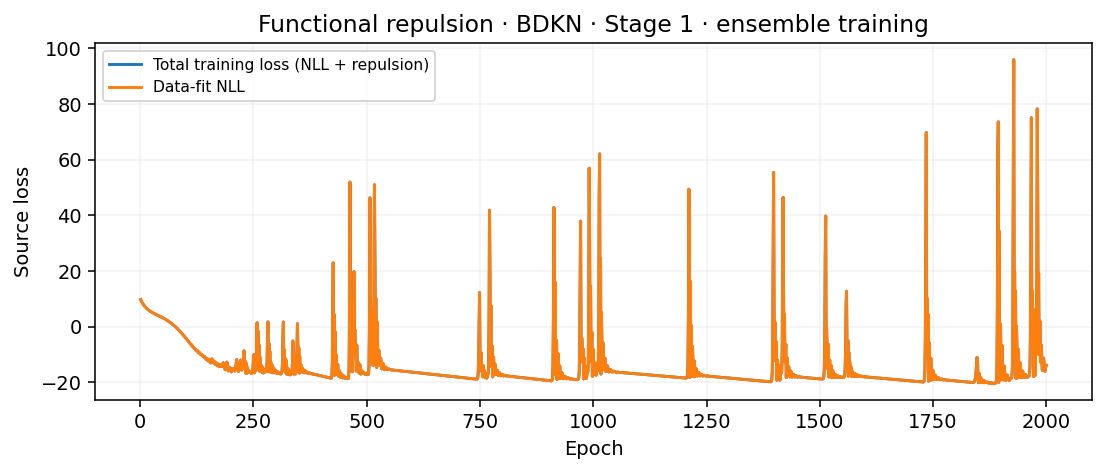 Functional repulsion · BDKN · Stage 1 · ensemble training
Total training loss (NLL + repulsion)
Data-fit NLL
Source loss
100
80
60
40
20
0
−20
0 250 500 750 1000 1250 1500 1750 2000
Epoch